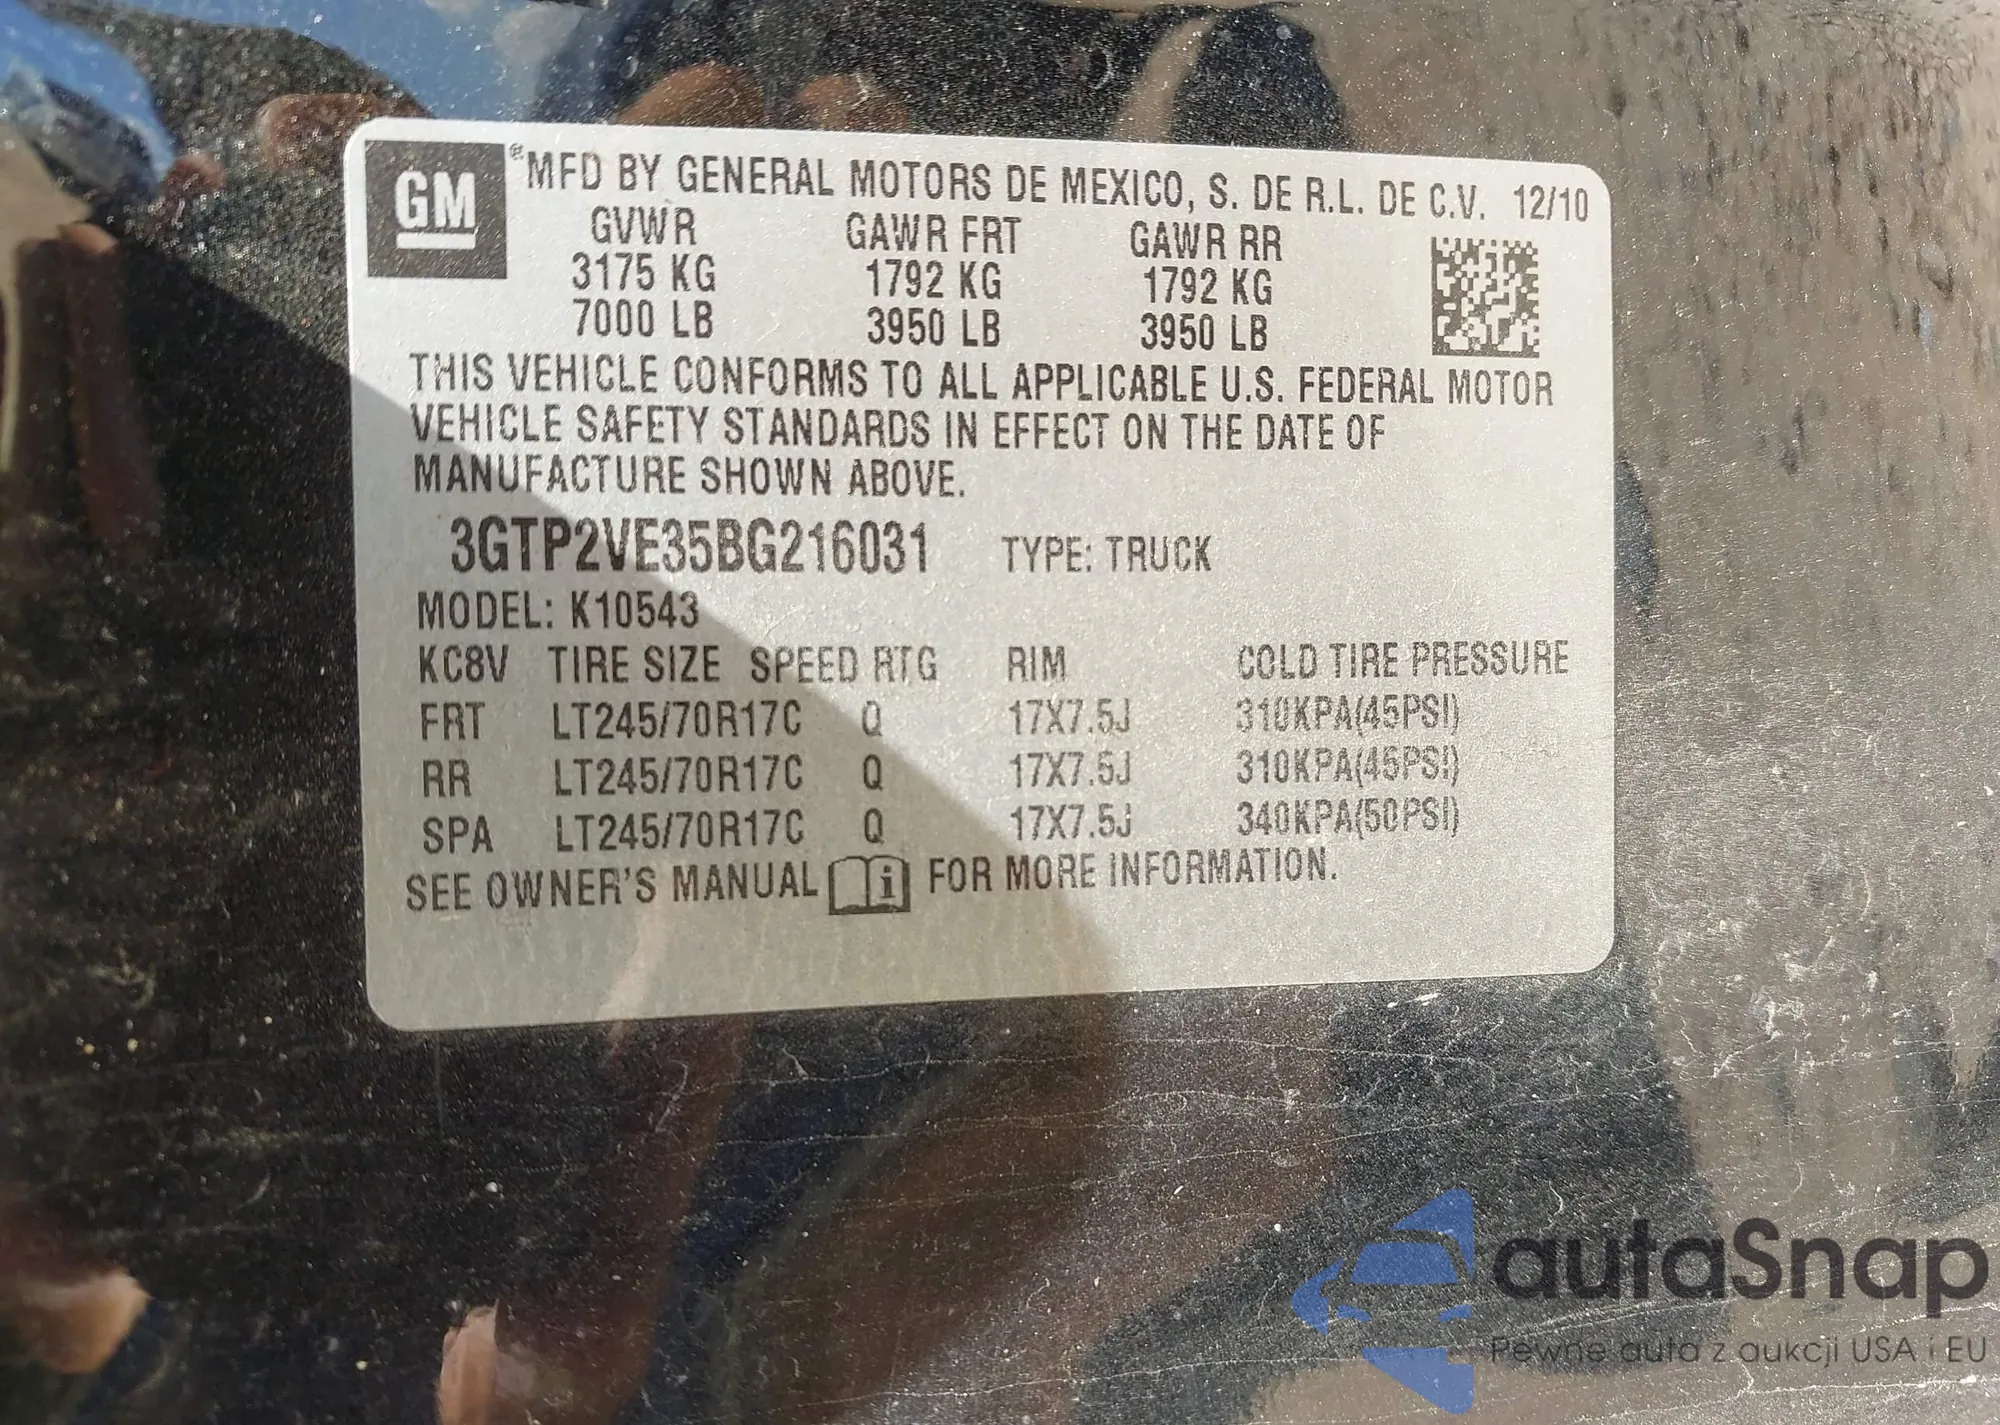 GM ® MFD BY GENERAL MOTORS DE MEXICO, S. DE R.L. DE C.V. 12/10
GVWR GAWR FRT GAWR RR
3175 KG 1792 KG 1792 KG
7000 LB 3950 LB 3950 LB
THIS VEHICLE CONFORMS TO ALL APPLICABLE U.S. FEDERAL MOTOR
VEHICLE SAFETY STANDARDS IN EFFECT ON THE DATE OF
MANUFACTURE SHOWN ABOVE.
3GTP2VE35BG216031 TYPE: TRUCK
MODEL: K10543
KC8V TIRE SIZE SPEED RTG RIM COLD TIRE PRESSURE
FRT LT245/70R17C Q 17X7.5J 310KPA(45PSI)
RR LT245/70R17C Q 17X7.5J 310KPA(45PSI)
SPA LT245/70R17C Q 17X7.5J 340KPA(50PSI)
SEE OWNER'S MANUAL i FOR MORE INFORMATION.
autaSnap
Pewne auta z aukcji USA i EU